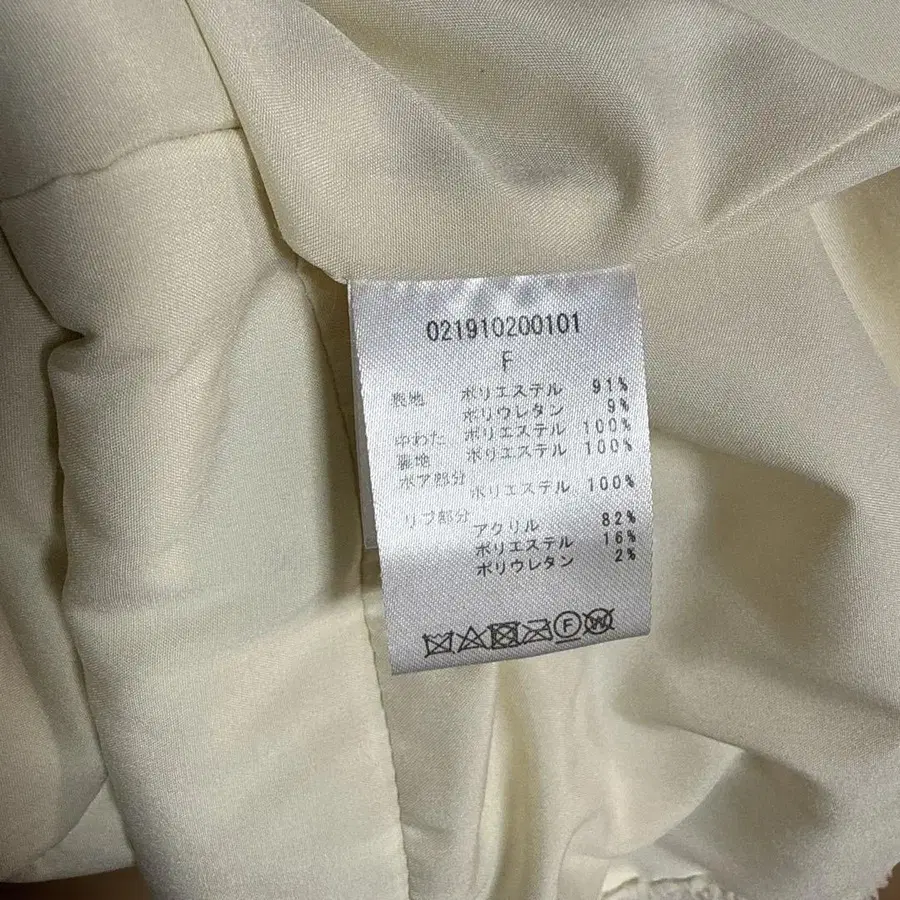 021910200101
F
表地 ポリエステル 91%
ポリウレタン 9%
中わた ポリエステル 100%
裏地 ポリエステル 100%
ボア部分
ポリエステル 100%
リブ部分
アクリル 82%
ポリエステル 16%
ポリウレタン 2%
F W